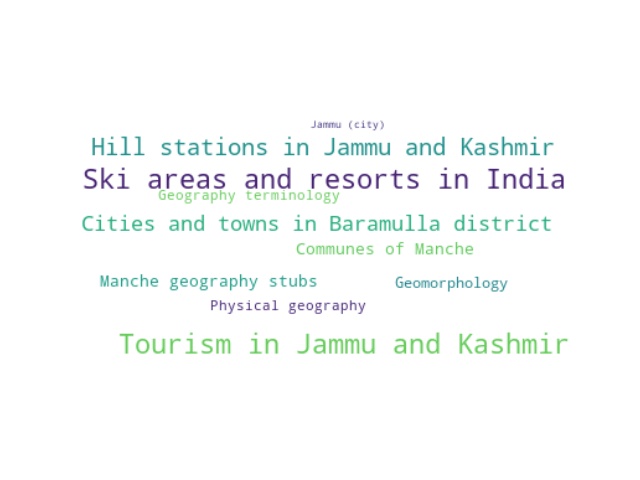 Jammu (city)
Hill stations in Jammu and Kashmir
Ski areas and resorts in India
Geography terminology
Cities and towns in Baramulla district
Communes of Manche
Manche geography stubs
Geomorphology
Physical geography
Tourism in Jammu and Kashmir